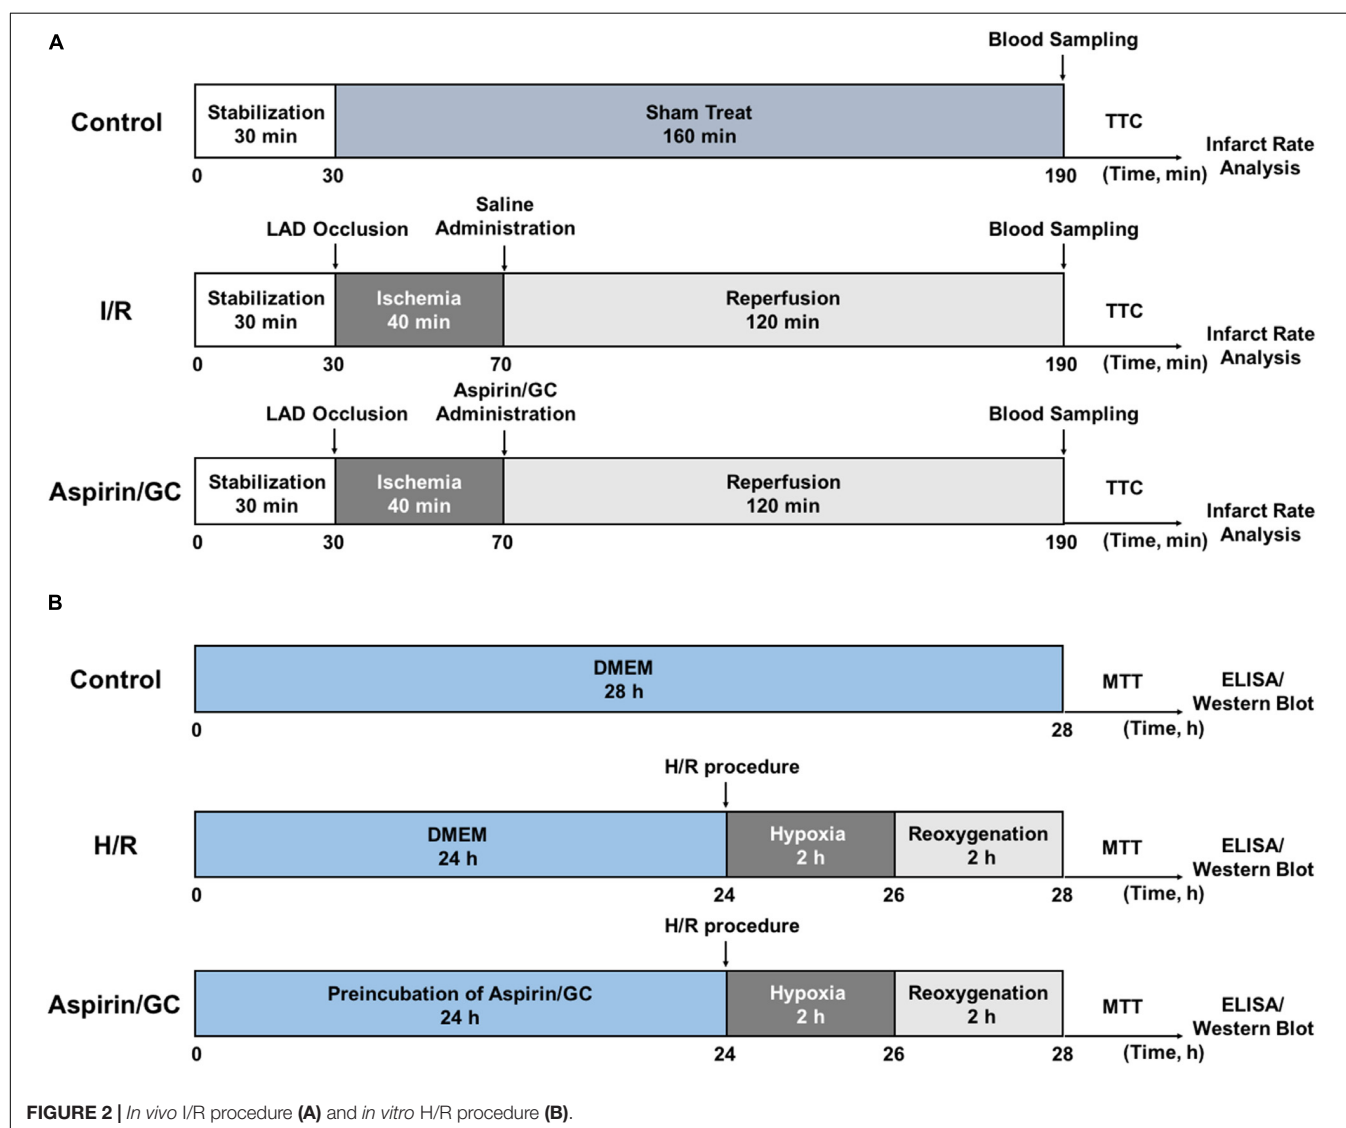 A
Blood Sampling
Control
Stabilization
30 min
Sham Treat
160 min
TTC
Infarct Rate
Analysis
0
30
190
(Time, min)
LAD Occlusion
Saline
Administration
Blood Sampling
I/R
Stabilization
30 min
Ischemia
40 min
Reperfusion
120 min
TTC
Infarct Rate
Analysis
0
30
70
190
(Time, min)
LAD Occlusion
Aspirin/GC
Administration
Blood Sampling
Aspirin/GC
Stabilization
30 min
Ischemia
40 min
Reperfusion
120 min
TTC
Infarct Rate
Analysis
0
30
70
190
(Time, min)
B
Control
DMEM
28 h
MTT
ELISA/
Western Blot
0
28
(Time, h)
H/R procedure
H/R
DMEM
24 h
Hypoxia
2 h
Reoxygenation
2 h
MTT
ELISA/
Western Blot
0
24
26
28
(Time, h)
H/R procedure
Aspirin/GC
Preincubation of Aspirin/GC
24 h
Hypoxia
2 h
Reoxygenation
2 h
MTT
ELISA/
Western Blot
0
24
26
28
(Time, h)
FIGURE 2 | In vivo I/R procedure (A) and in vitro H/R procedure (B).